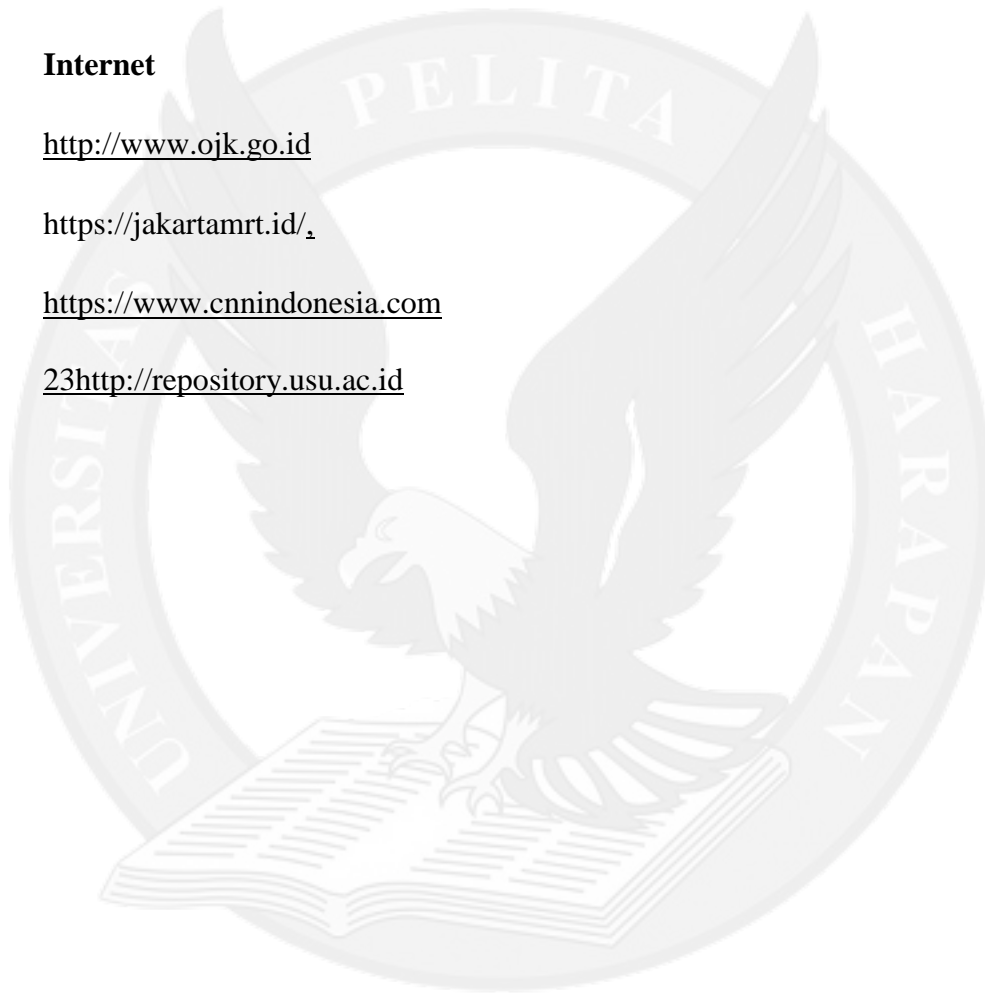 Internet
http://www.ojk.go.id
https://jakartamrt.id/,
https://www.cnnindonesia.com
23http://repository.usu.ac.id
UNIVERSITAS PELITA HARAPAN